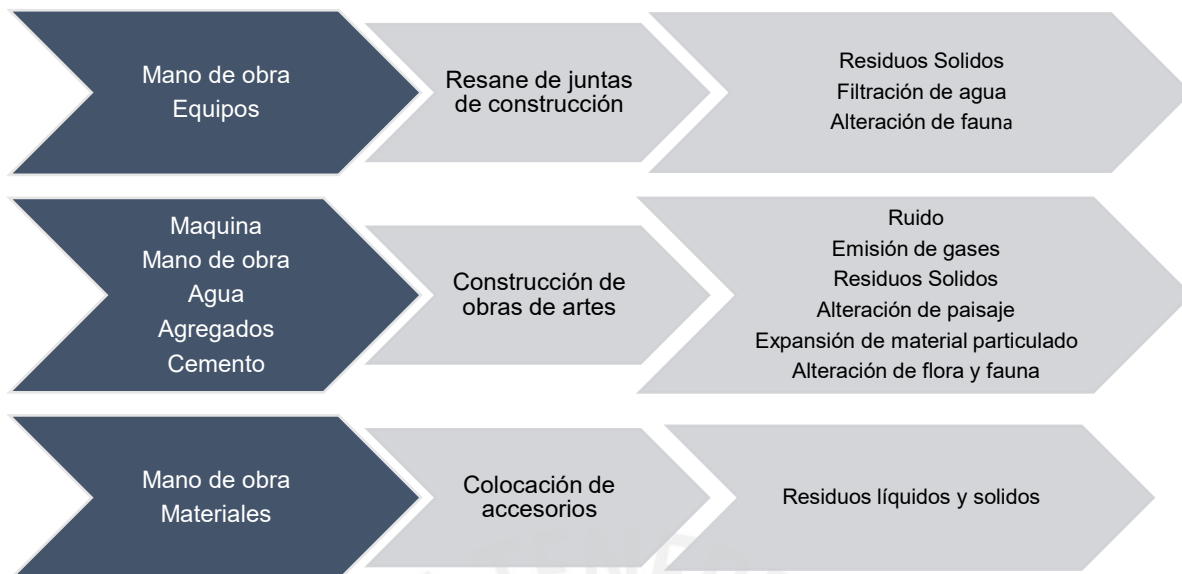 Mano de obra
Equipos
Resane de juntas
de construcción
Residuos Solidos
Filtración de agua
Alteración de fauna
Maquina
Mano de obra
Agua
Agregados
Cemento
Construcción de
obras de artes
Ruido
Emisión de gases
Residuos Solidos
Alteración de paisaje
Expansión de material particulado
Alteración de flora y fauna
Mano de obra
Materiales
Colocación de
accesorios
Residuos líquidos y solidos